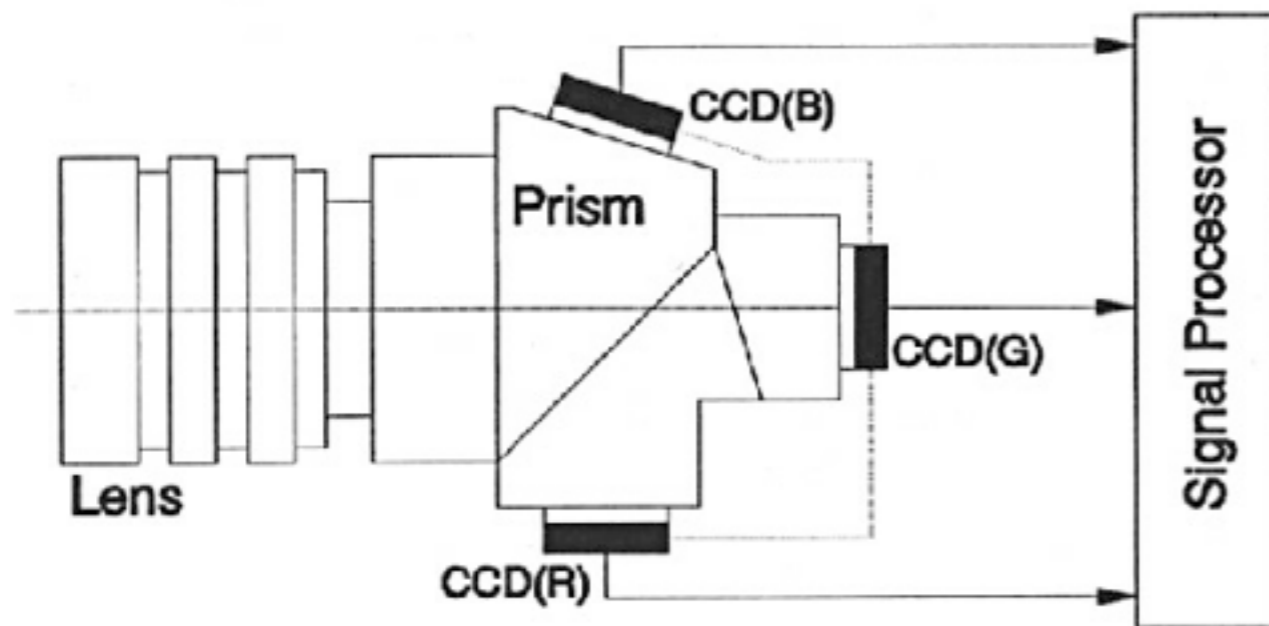 CCD(B)
Prism
CCD(G)
Signal Processor
Lens
CCD(R)